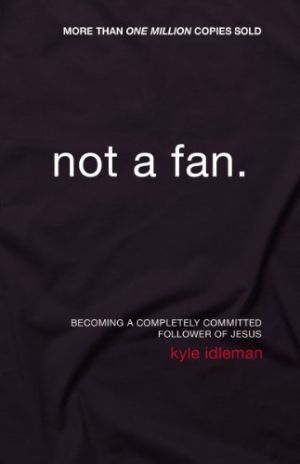 MORE THAN ONE MILLION COPIES SOLD
not a fan.
BECOMING A COMPLETELY COMMITTED
FOLLOWER OF JESUS
kyle idleman